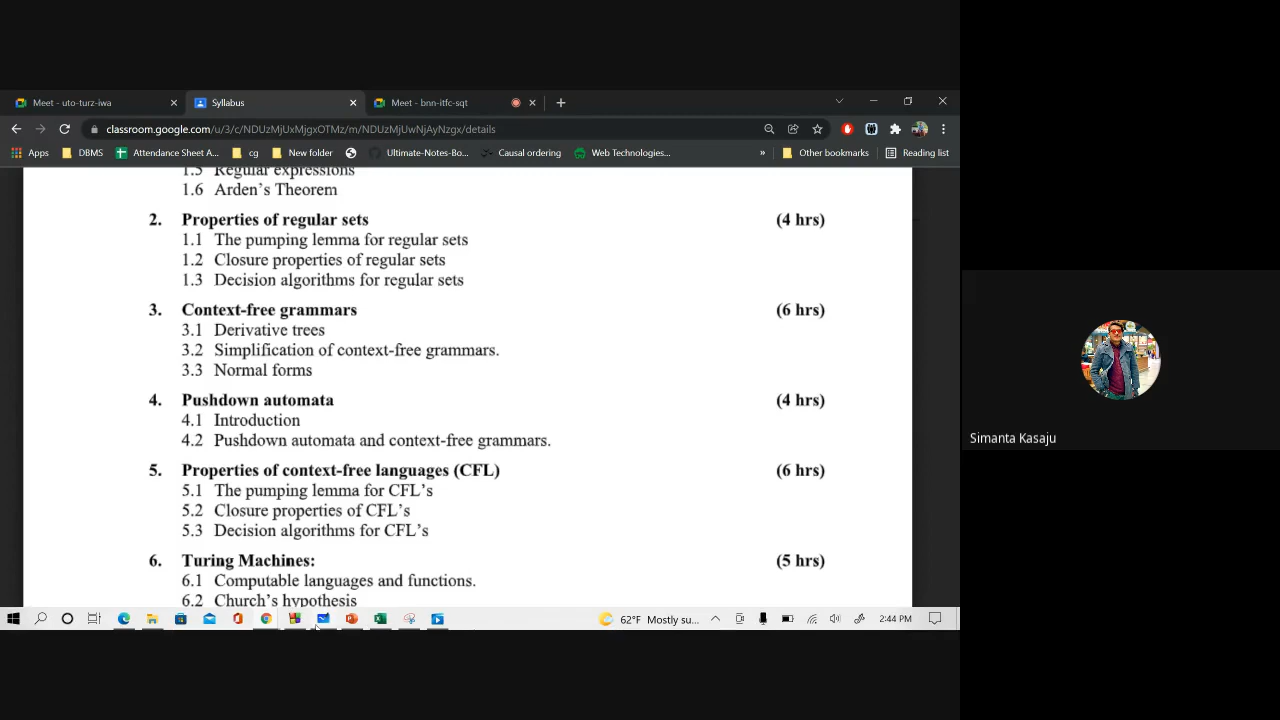 Meet - uto-turz-iwa
Syllabus
Meet - bnn-itfc-sqt
classroom.google.com/u/3/c/NDUzMjUxMjgxOTMz/m/NDUzMjUwNjAyNzgx/details
Apps DBMS Attendance Sheet A... cg New folder Ultimate-Notes-Bo... Causal ordering Web Technologies... » Other bookmarks Reading list
1.5 Regular expressions
1.6 Arden's Theorem
2. Properties of regular sets (4 hrs)
1.1 The pumping lemma for regular sets
1.2 Closure properties of regular sets
1.3 Decision algorithms for regular sets
3. Context-free grammars (6 hrs)
3.1 Derivative trees
3.2 Simplification of context-free grammars.
3.3 Normal forms
4. Pushdown automata (4 hrs)
4.1 Introduction
4.2 Pushdown automata and context-free grammars.
5. Properties of context-free languages (CFL) (6 hrs)
5.1 The pumping lemma for CFL's
5.2 Closure properties of CFL's
5.3 Decision algorithms for CFL's
6. Turing Machines: (5 hrs)
6.1 Computable languages and functions.
6.2 Church's hypothesis
62°F Mostly su... 2:44 PM
Simanta Kasaju